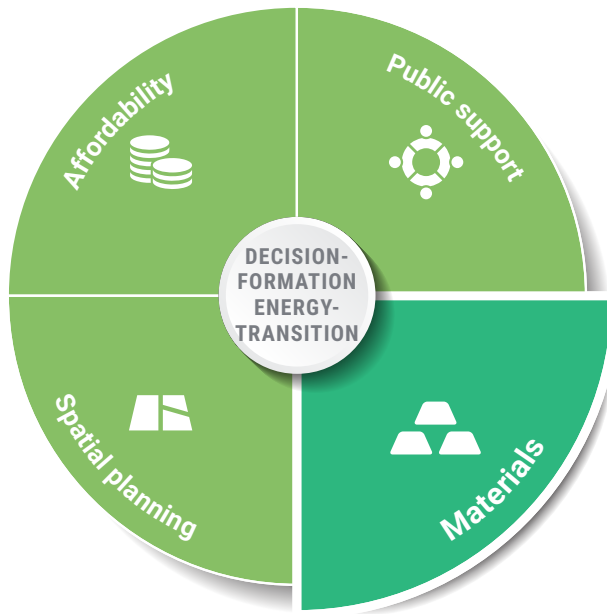 Affordability
Public support
DECISION-
FORMATION
ENERGY-
TRANSITION
Spatial planning
Materials